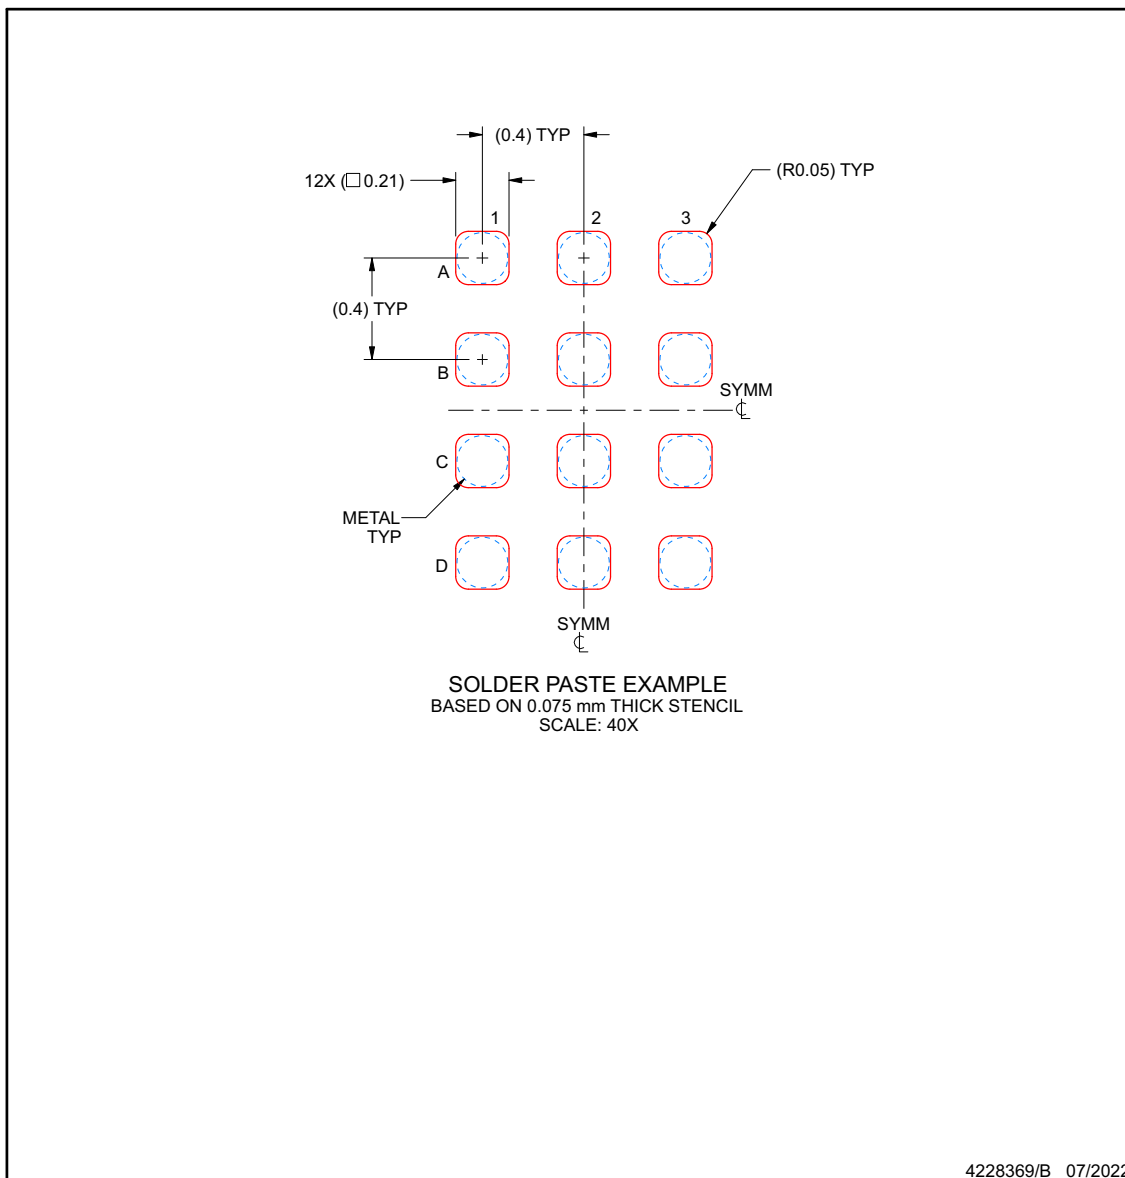 (0.4) TYP
12X (□0.21)
(R0.05) TYP
1 2 3
A
(0.4) TYP
B
SYMM
℄
C
METAL
TYP
D
SYMM
℄
SOLDER PASTE EXAMPLE
BASED ON 0.075 mm THICK STENCIL
SCALE: 40X
4228369/B 07/2022